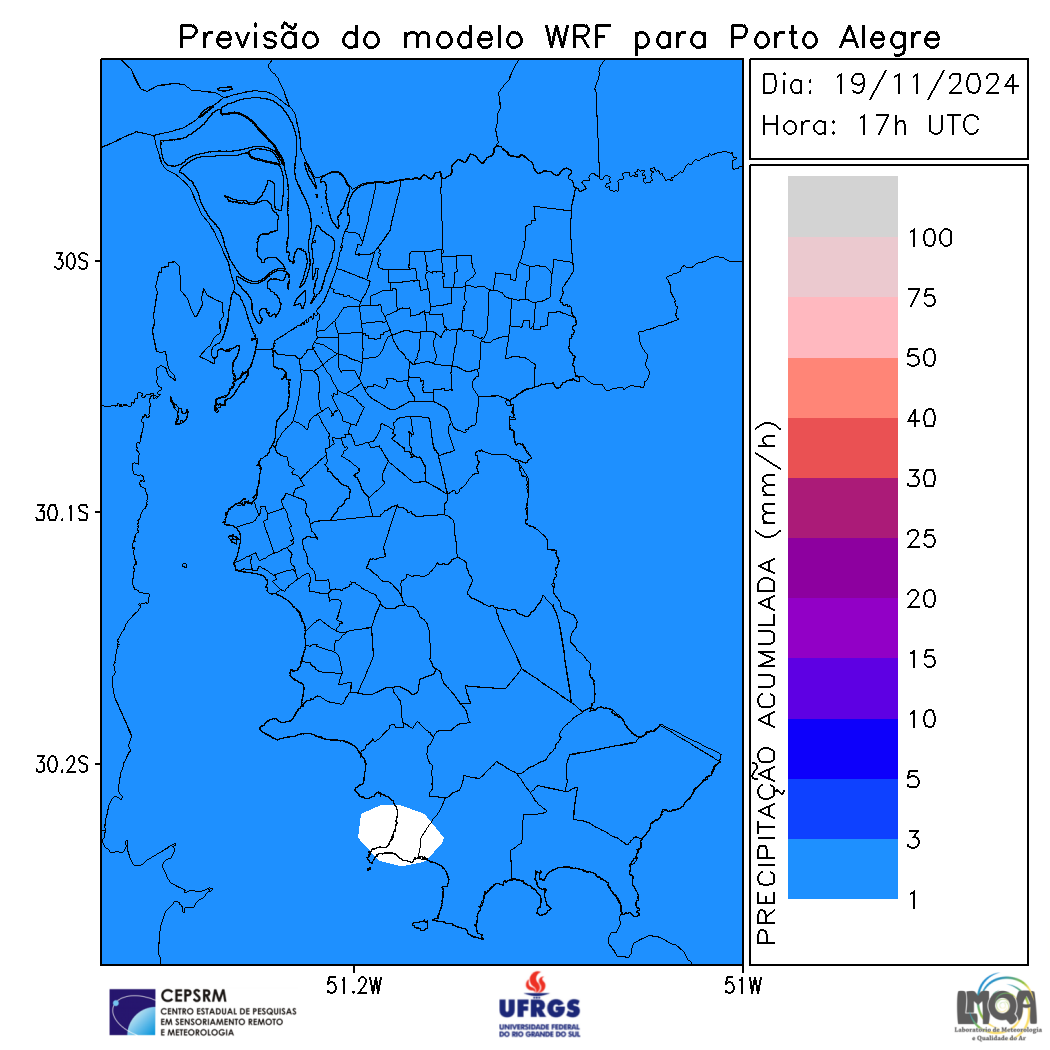 Previsão do modelo WRF para Porto Alegre
Dia: 19/11/2024
Hora: 17h UTC
30S
30.1S
30.2S
51.2W
51W
PRECIPITAÇÃO ACUMULADA (mm/h)
100
75
50
40
30
25
20
15
10
5
3
1
CEPSRM
CENTRO ESTADUAL DE PESQUISAS
EM SENSORIAMENTO REMOTO
E METEOROLOGIA
UFRGS
UNIVERSIDADE FEDERAL
DO RIO GRANDE DO SUL
LMQA
Laboratório de Meteorologia
e Qualidade do Ar